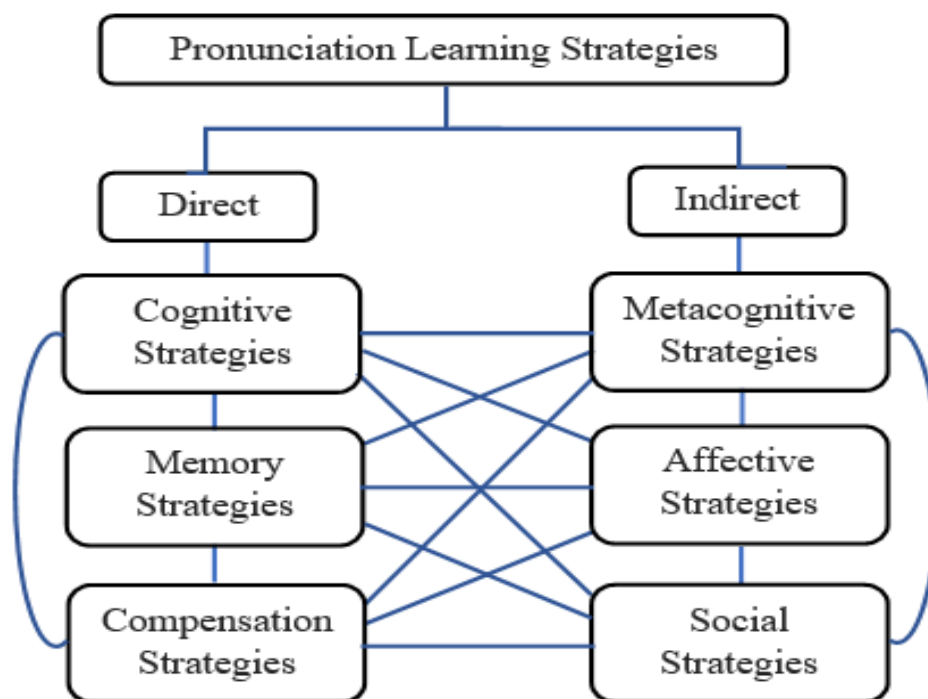 Pronunciation Learning Strategies
Direct
Indirect
Cognitive
Strategies
Metacognitive
Strategies
Memory
Strategies
Affective
Strategies
Compensation
Strategies
Social
Strategies